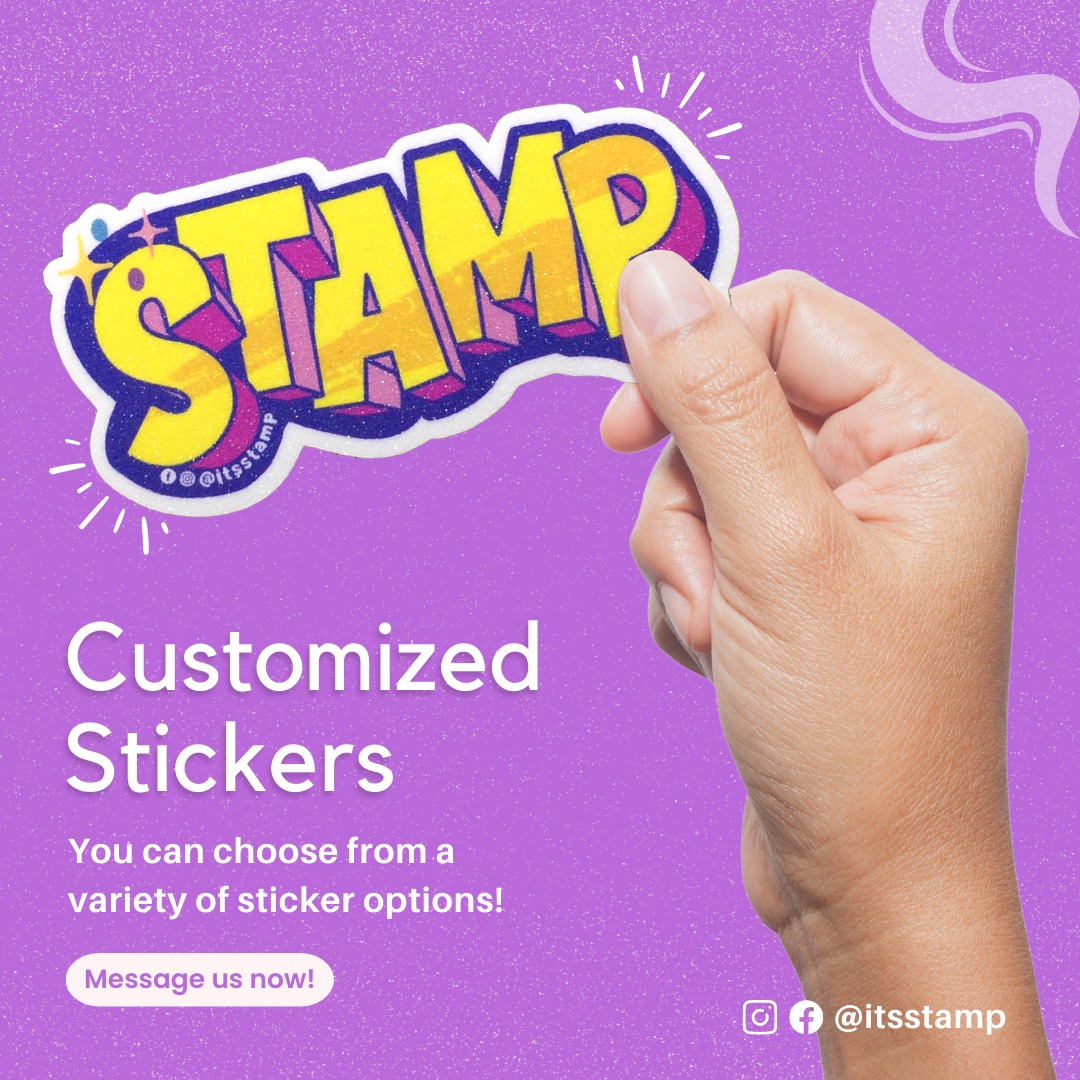 STAMP
@itsstamp
Customized
Stickers
You can choose from a
variety of sticker options!
Message us now!
@itsstamp